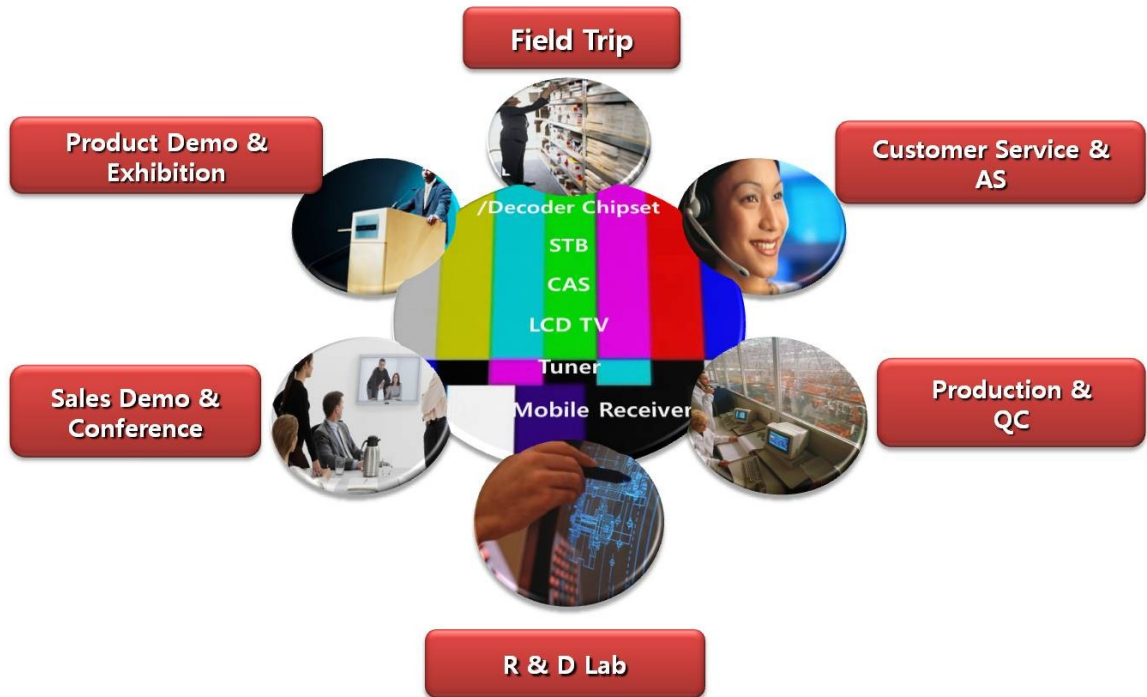 Field Trip
Product Demo &
Exhibition
Customer Service &
AS
/Decoder Chipset
STB
CAS
LCD TV
Tuner
Mobile Receiver
Sales Demo &
Conference
Production &
QC
R & D Lab